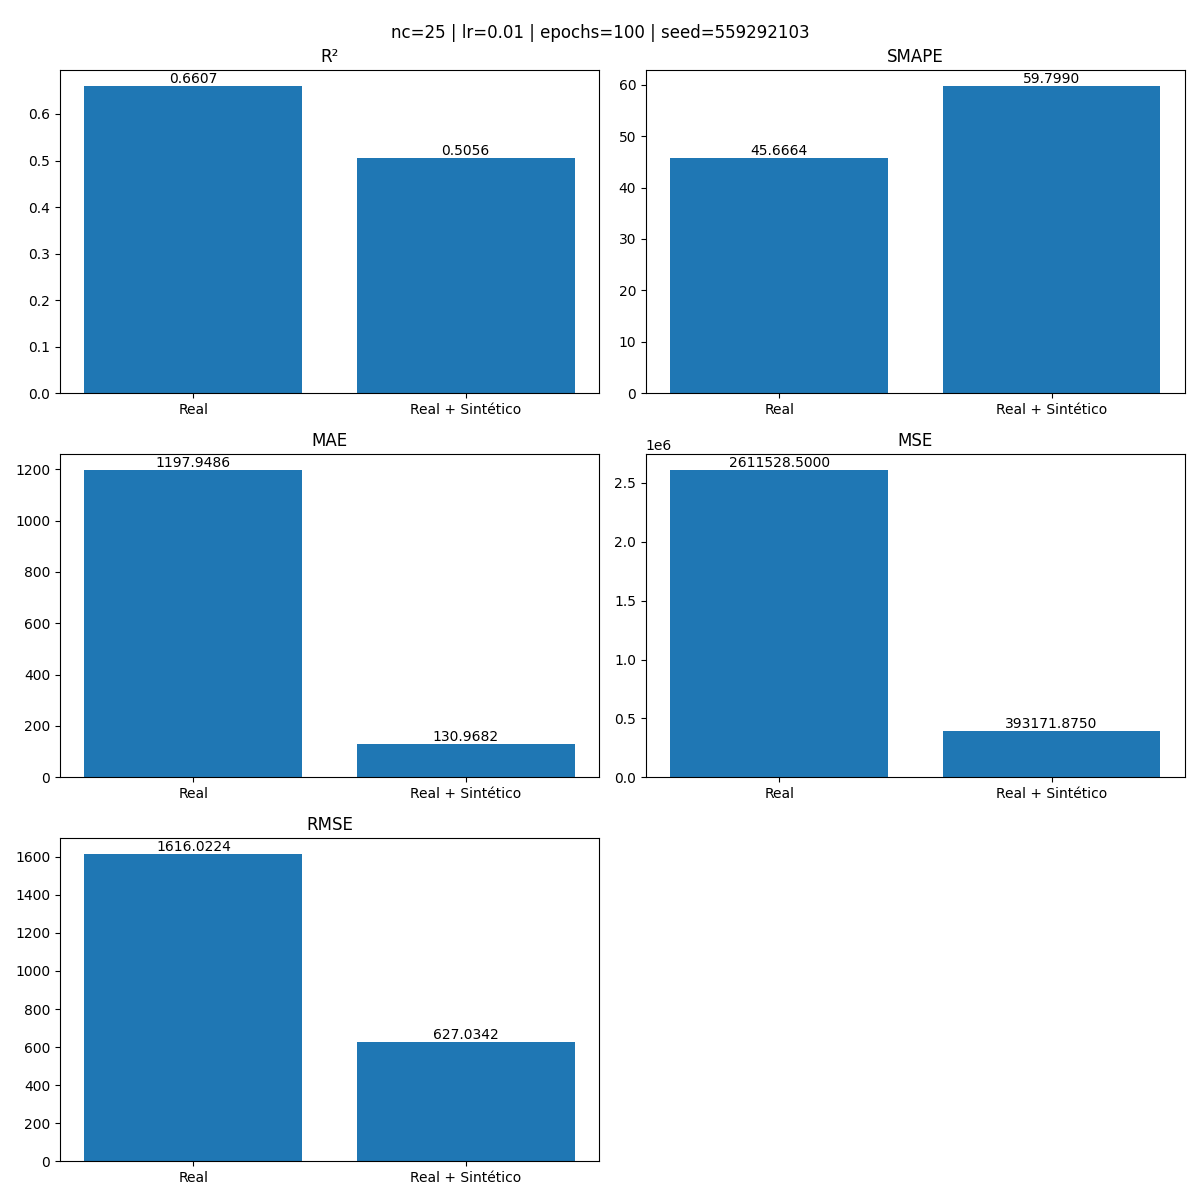 nc=25 | lr=0.01 | epochs=100 | seed=559292103
R²
0.6607
0.5056
0.6
0.5
0.4
0.3
0.2
0.1
0.0
Real
Real + Sintético
SMAPE
59.7990
45.6664
60
50
40
30
20
10
0
Real
Real + Sintético
MAE
1197.9486
130.9682
1200
1000
800
600
400
200
0
Real
Real + Sintético
MSE
1e6
2611528.5000
393171.8750
2.5
2.0
1.5
1.0
0.5
0.0
Real
Real + Sintético
RMSE
1616.0224
627.0342
1600
1400
1200
1000
800
600
400
200
0
Real
Real + Sintético